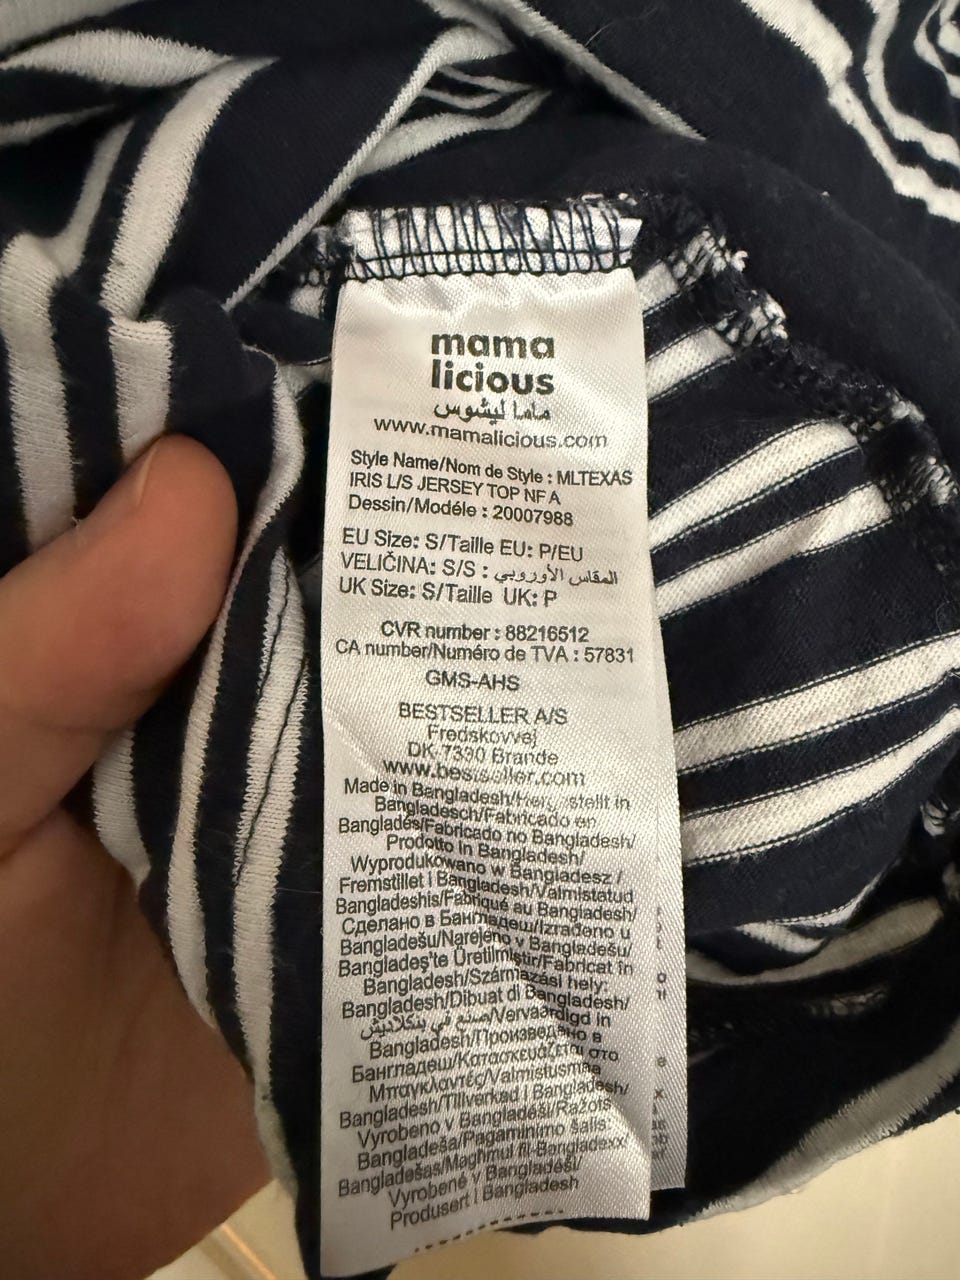 mama
licious
ماما ليشوس
www.mamalicious.com
Style Name/Nom de Style : MLTEXAS
IRIS L/S JERSEY TOP NF A
Dessin/Modéle : 20007988
EU Size: S/Taille EU: P/EU
VELIČINA: S/S : المقاس الأوروبي
UK Size: S/Taille UK: P
CVR number : 88216512
CA number/Numéro de TVA : 57831
GMS-AHS
BESTSELLER A/S
Fredskovvej
DK-7330 Brande
www.bestseller.com
Made in Bangladesh/Hergestellt in
Bangladesch/Fabricado en
Bangladés/Fabricado no Bangladesh/
Prodotto in Bangladesh/
Wyprodukowano w Bangladesz /
Fremstillet i Bangladesh/Valmistatud
Bangladeshis/Fabriqué au Bangladesh/
Сделано в Бангладеш/Izrađeno u
Bangladešu/Narejeno v Bangladešu/
Bangladeş'te Üretilmiştir/Fabricat în
Bangladesh/Származási hely:
Bangladesh/Dibuat di Bangladesh/
صنع في بنكلاديش/Vervaardigd in
Bangladesh/Произведено в
Бангладеш/Κατασκευάζεται στο
Μπαγκλαντές/Valmistusmaa
Bangladesh/Tillverkad i Bangladesh/
Vyrobeno v Bangladéši/Ražots
Bangladeša/Pagaminimo šalis:
Bangladešas/Magħmul fil-Bangladexx/
Vyrobené v Bangladéši/
Produsert i Bangladesh